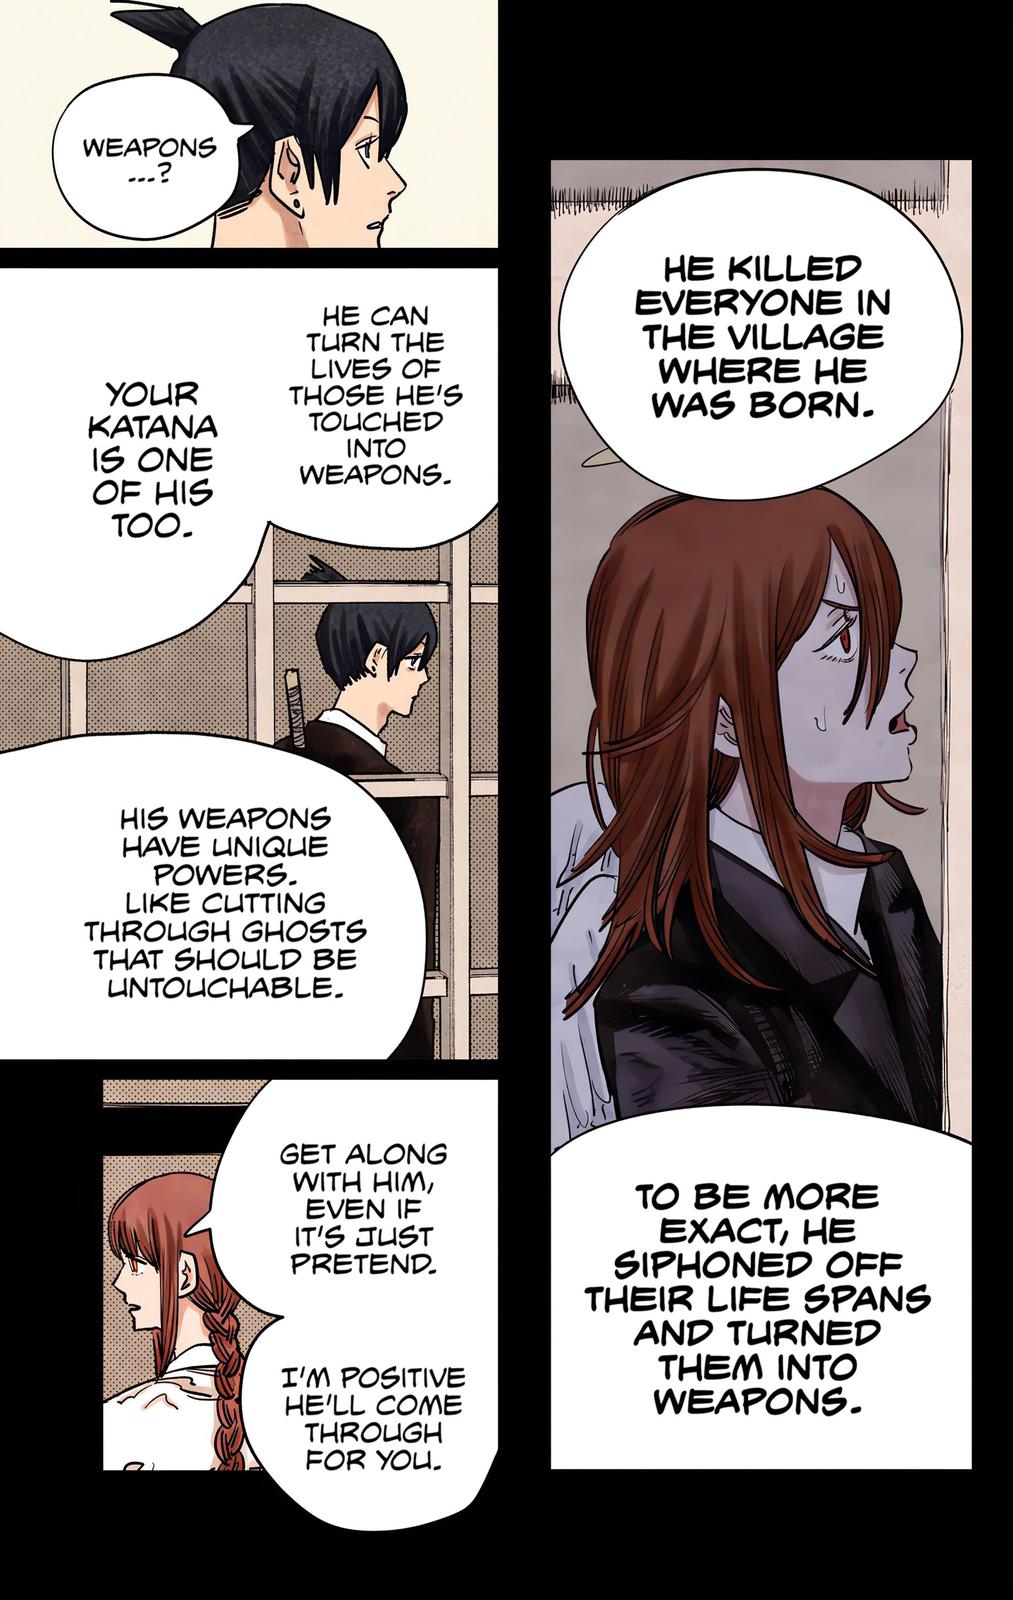 HE KILLED
EVERYONE IN
THE VILLAGE
WHERE HE
WAS BORN.
TO BE MORE
EXACT, HE
SIPHONED OFF
THEIR LIFE SPANS
AND TURNED
THEM INTO
WEAPONS.
WEAPONS
...?
HE CAN
TURN THE
LIVES OF
THOSE HE'S
TOUCHED
INTO
WEAPONS.
YOUR
KATANA
IS ONE
OF HIS
TOO.
HIS WEAPONS
HAVE UNIQUE
POWERS.
LIKE CUTTING
THROUGH GHOSTS
THAT SHOULD BE
UNTOUCHABLE.
GET ALONG
WITH HIM,
EVEN IF
IT'S JUST
PRETEND.
I'M POSITIVE
HE'LL COME
THROUGH
FOR YOU.